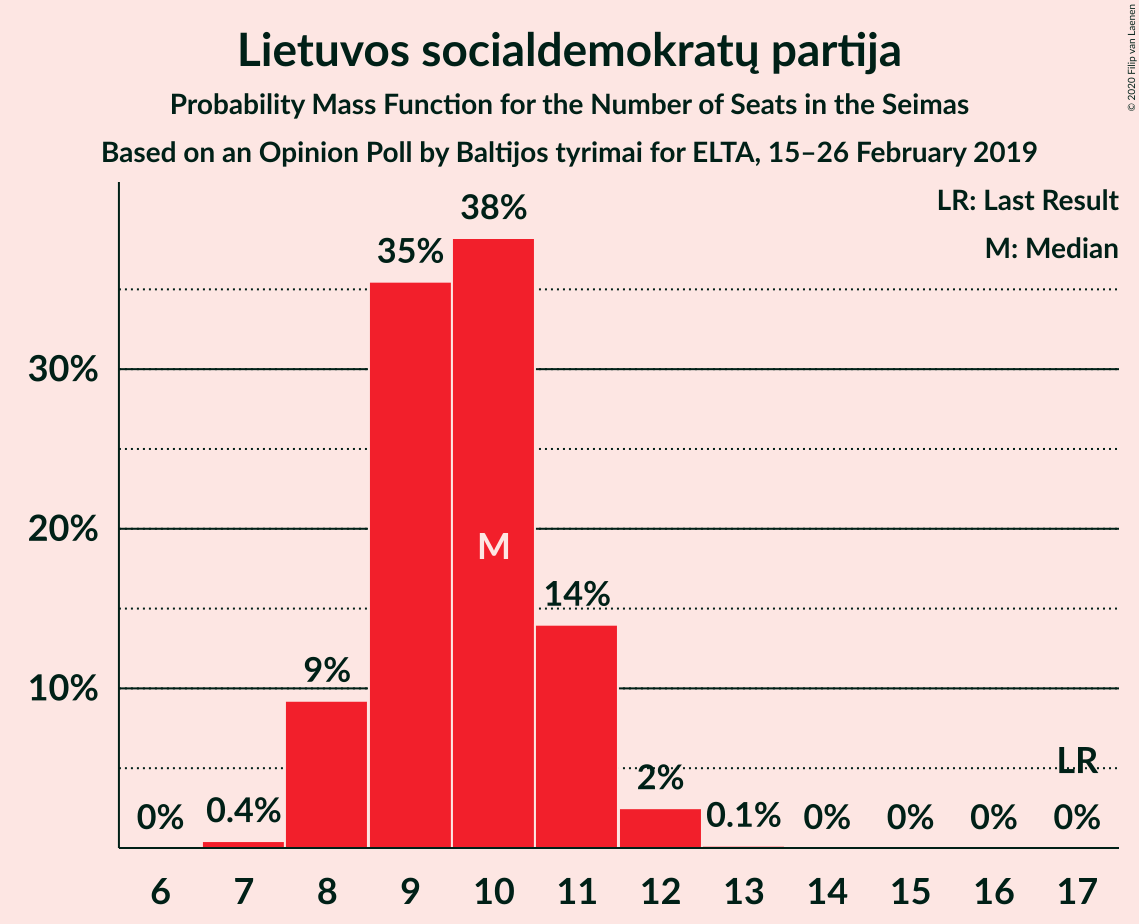 Lietuvos socialdemokratų partija
Probability Mass Function for the Number of Seats in the Seimas
Based on an Opinion Poll by Baltijos tyrimai for ELTA, 15–26 February 2019
© 2020 Filip van Laenen
LR: Last Result
M: Median
38%
35%
30%
20%
M
14%
10%
9%
LR
2%
0% 0.4% 0.1% 0% 0% 0% 0%
6 7 8 9 10 11 12 13 14 15 16 17